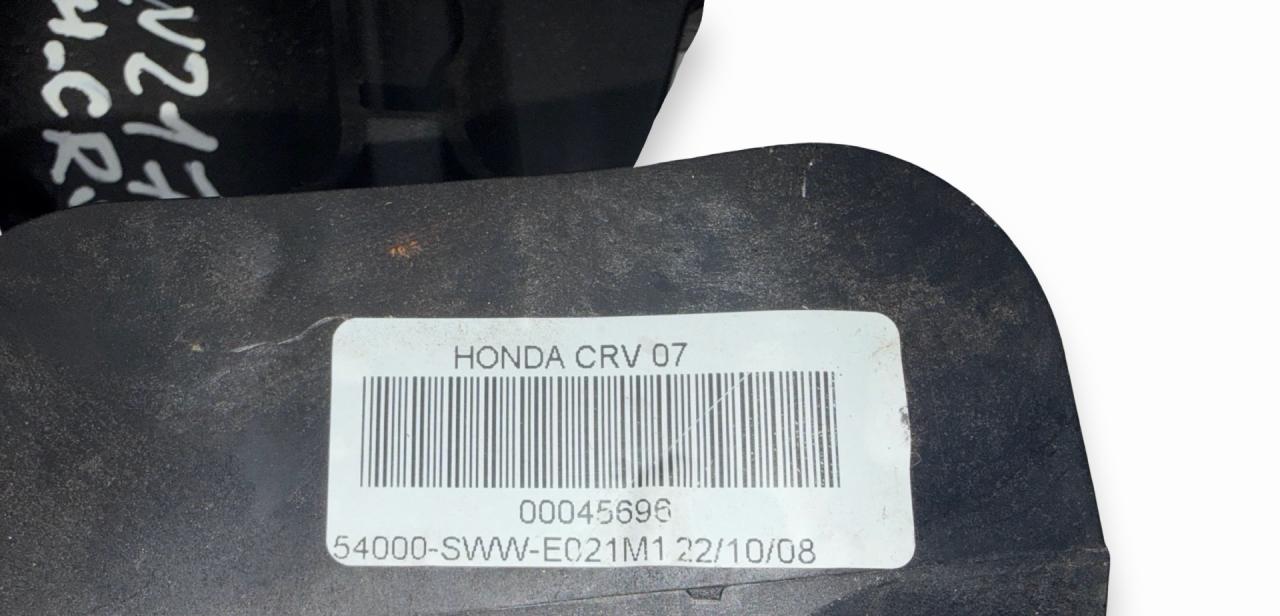 HONDA CRV 07
00045696
54000-SWW-E021M1 22/10/08